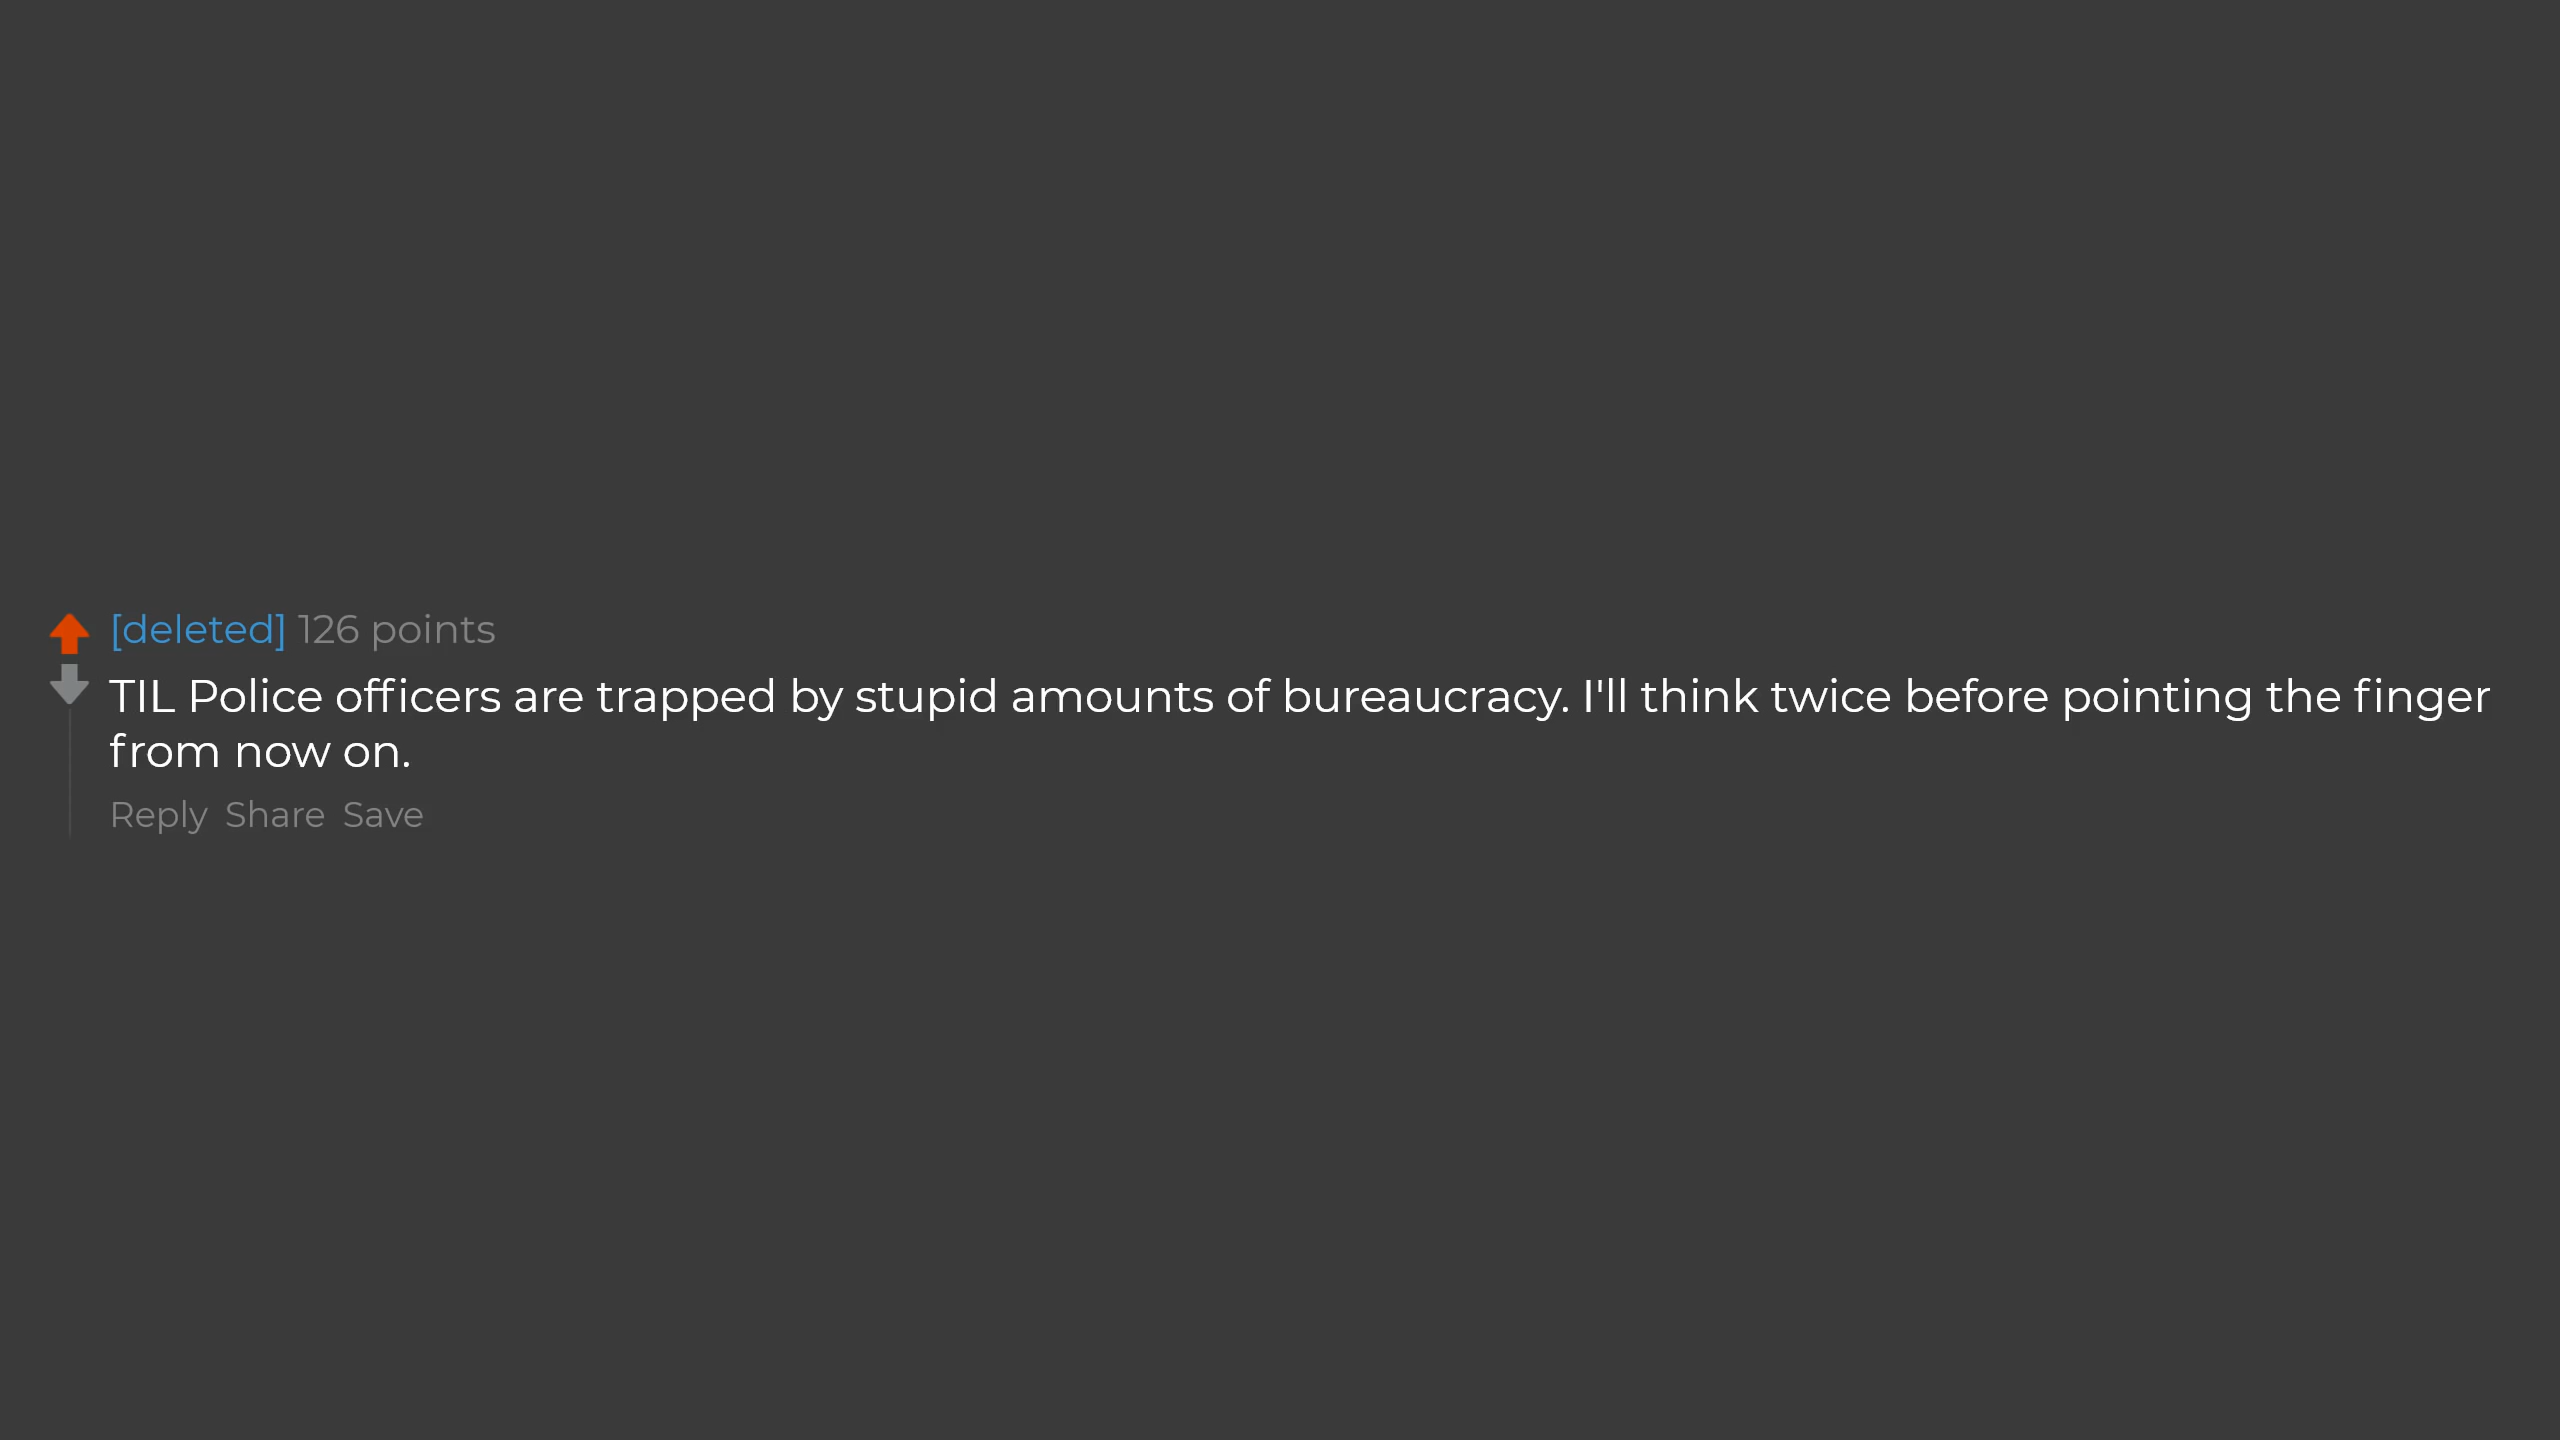 [deleted] 126 points
TIL Police officers are trapped by stupid amounts of bureaucracy. I'll think twice before pointing the finger
from now on.
Reply Share Save